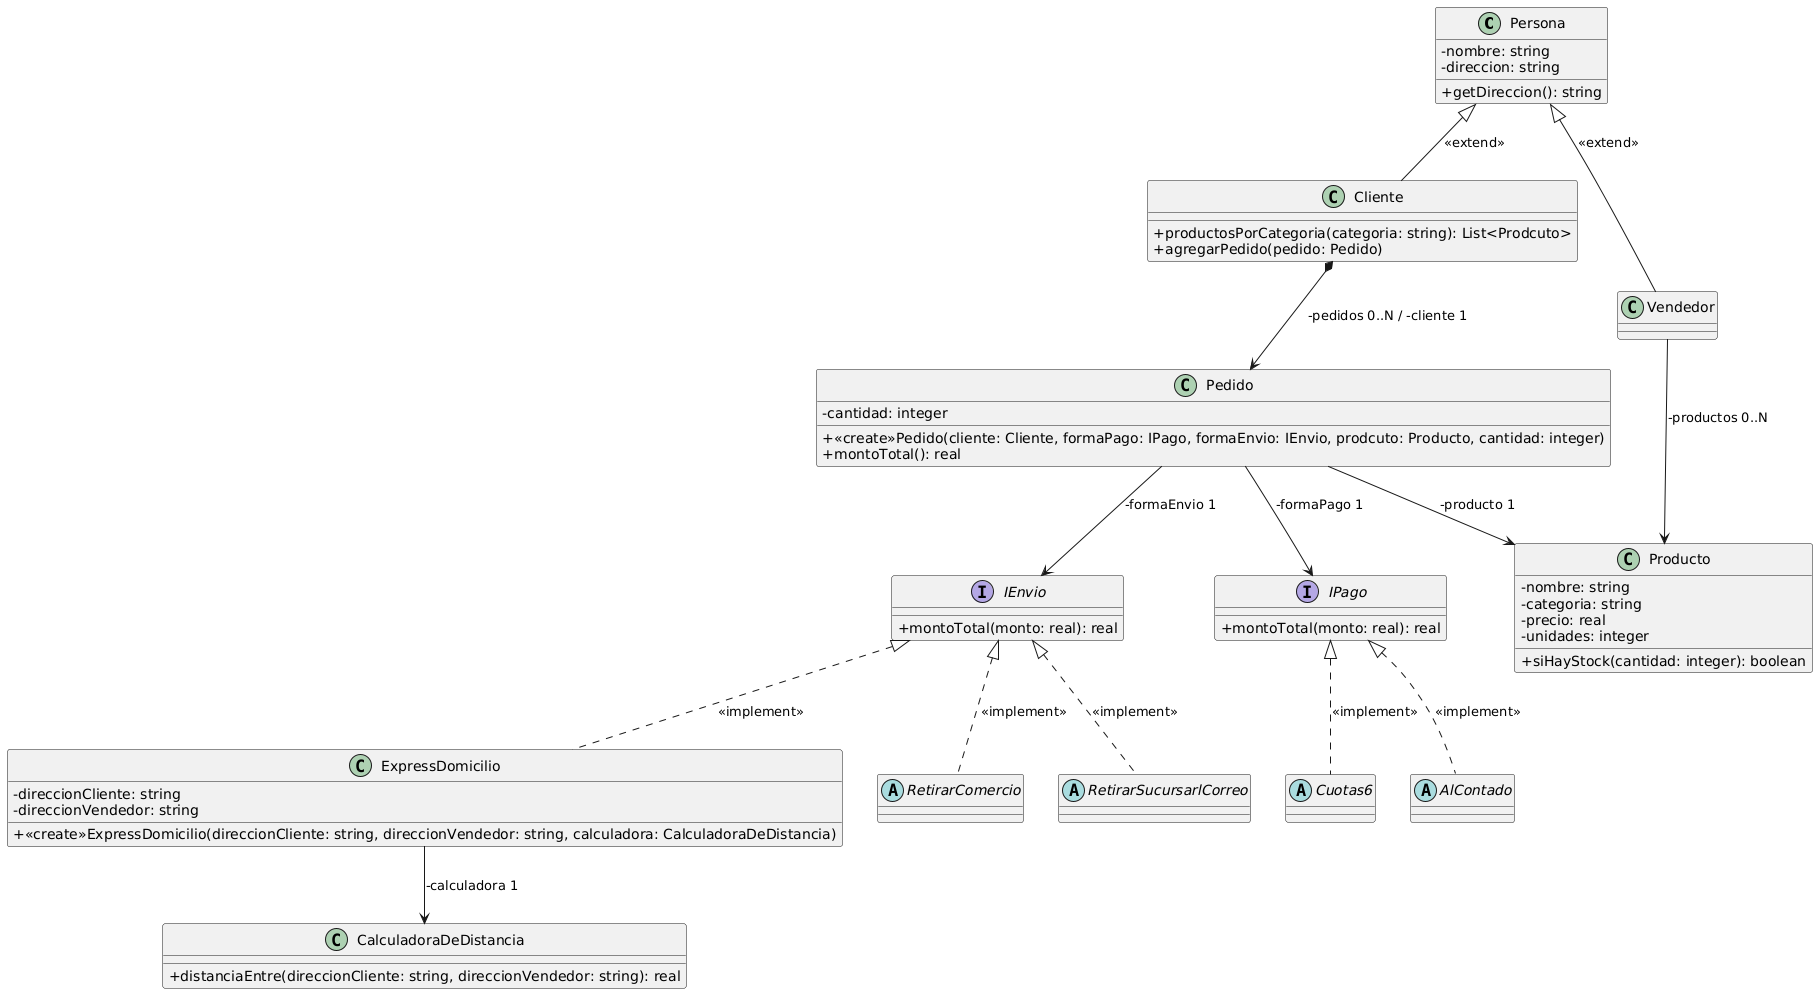 C Persona
-nombre: string
-direccion: string
+getDireccion(): string
«extend»
«extend»
C Cliente
+productosPorCategoria(categoria: string): List<Prodcuto>
+agregarPedido(pedido: Pedido)
C Vendedor
-pedidos 0..N / -cliente 1
C Pedido
-cantidad: integer
+«create»Pedido(cliente: Cliente, formaPago: IPago, formaEnvio: IEnvio, prodcuto: Producto, cantidad: integer)
+montoTotal(): real
-productos 0..N
-formaEnvio 1
-formaPago 1
-producto 1
I IEnvio
+montoTotal(monto: real): real
I IPago
+montoTotal(monto: real): real
C Producto
-nombre: string
-categoria: string
-precio: real
-unidades: integer
+siHayStock(cantidad: integer): boolean
«implement»
«implement»
«implement»
«implement»
«implement»
C ExpressDomicilio
-direccionCliente: string
-direccionVendedor: string
+«create»ExpressDomicilio(direccionCliente: string, direccionVendedor: string, calculadora: CalculadoraDeDistancia)
A RetirarComercio
A RetirarSucursarlCorreo
A Cuotas6
A AlContado
-calculadora 1
C CalculadoraDeDistancia
+distanciaEntre(direccionCliente: string, direccionVendedor: string): real